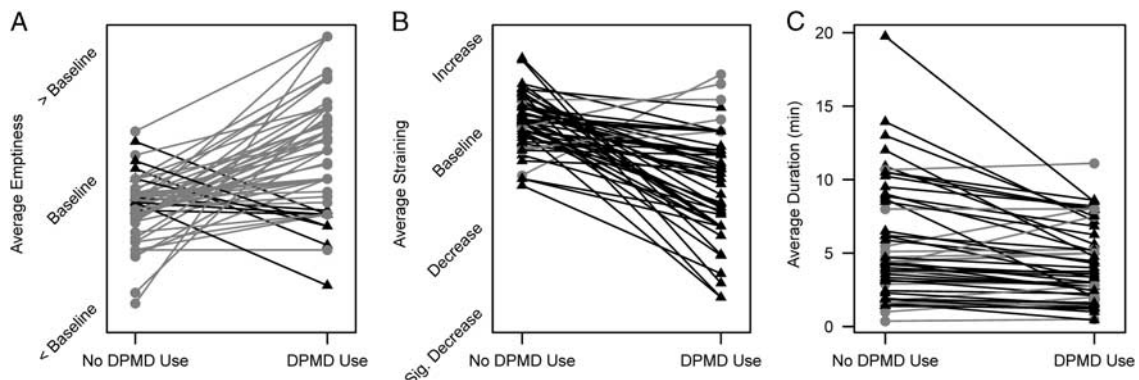 A
Average Emptiness
> Baseline
Baseline
< Baseline
No DPMD Use
DPMD Use
B
Average Straining
Increase
Baseline
Decrease
Sig. Decrease
No DPMD Use
DPMD Use
C
Average Duration (min)
20
15
10
5
0
No DPMD Use
DPMD Use